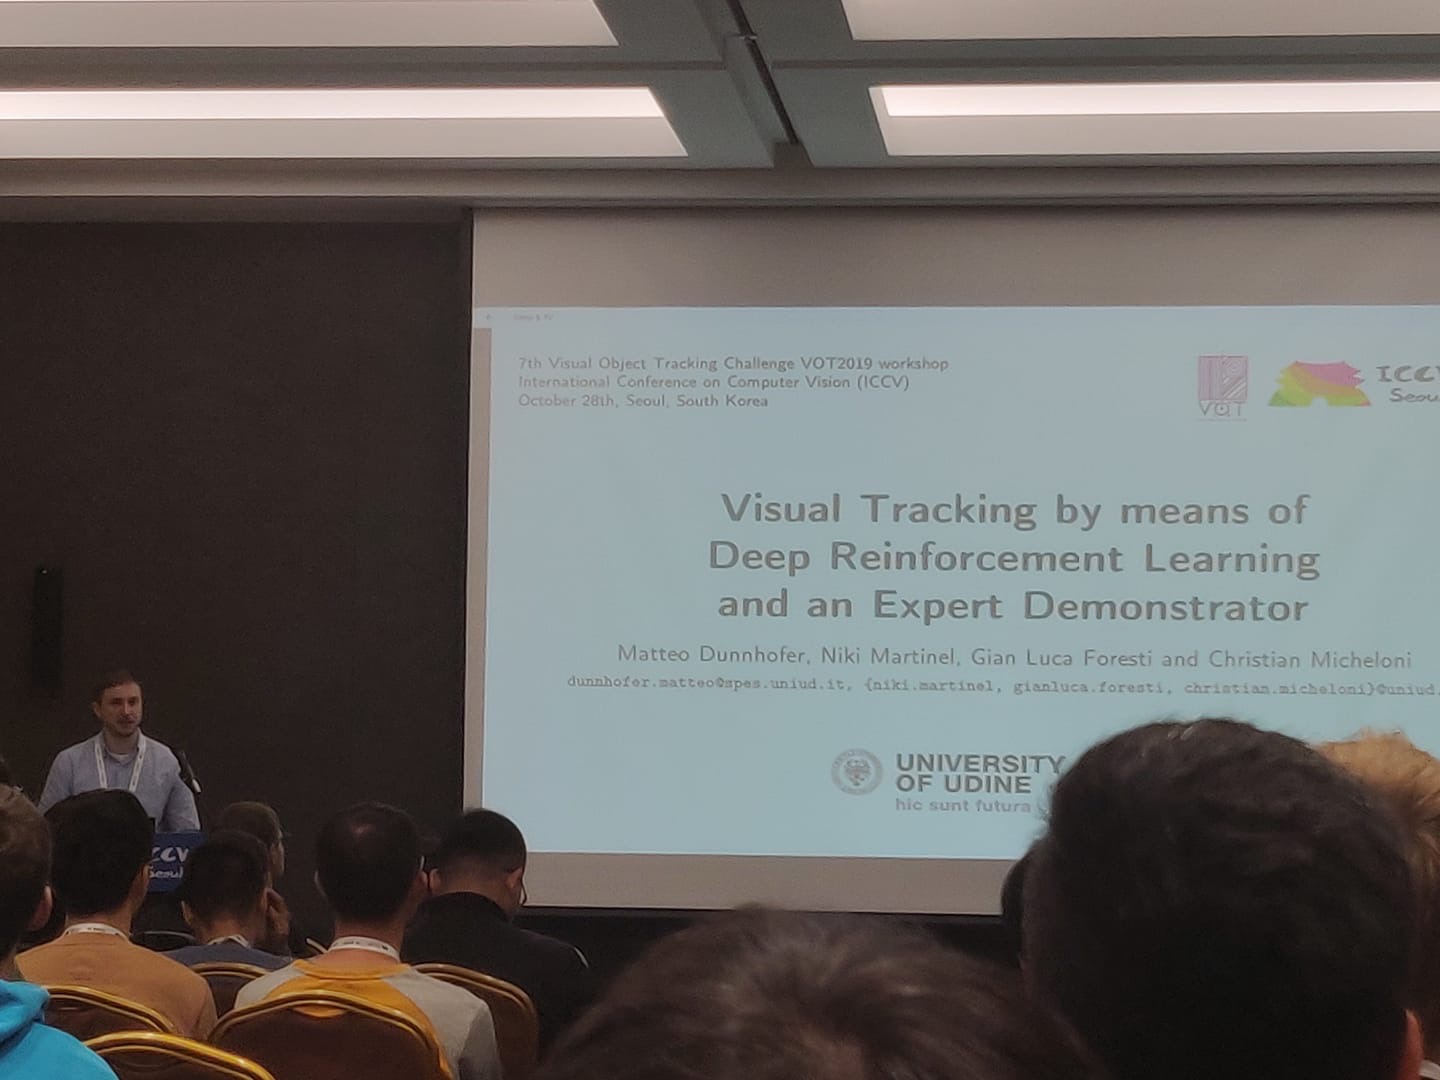 7th Visual Object Tracking Challenge VOT2019 workshop
International Conference on Computer Vision (ICCV)
October 28th, Seoul, South Korea
VOT
ICCV
Seoul
Visual Tracking by means of
Deep Reinforcement Learning
and an Expert Demonstrator
Matteo Dunnhofer, Niki Martinel, Gian Luca Foresti and Christian Micheloni
dunnhofer.matteo@spes.uniud.it, {niki.martinel, gianluca.foresti, christian.micheloni}@uniud.
UNIVERSITY
OF UDINE
hic sunt futura
ICCV
Seoul